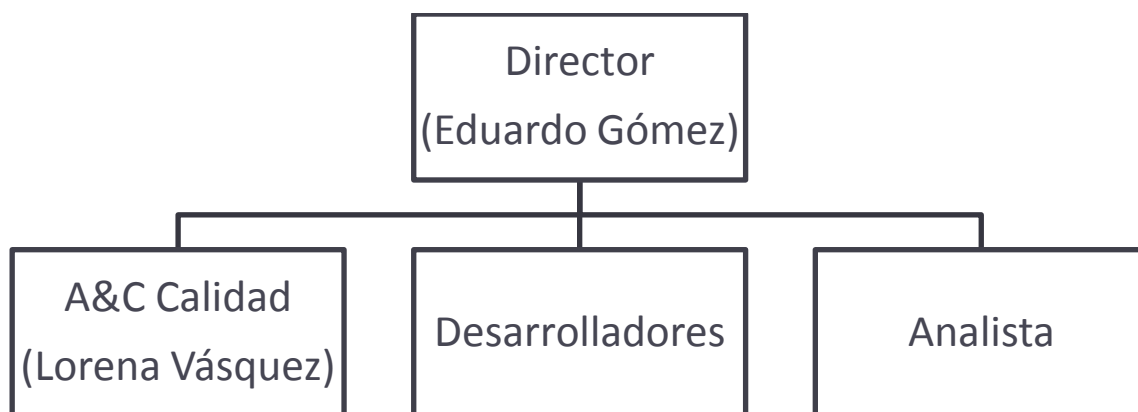 Director
(Eduardo Gómez)
A&C Calidad
(Lorena Vásquez)
Desarrolladores
Analista